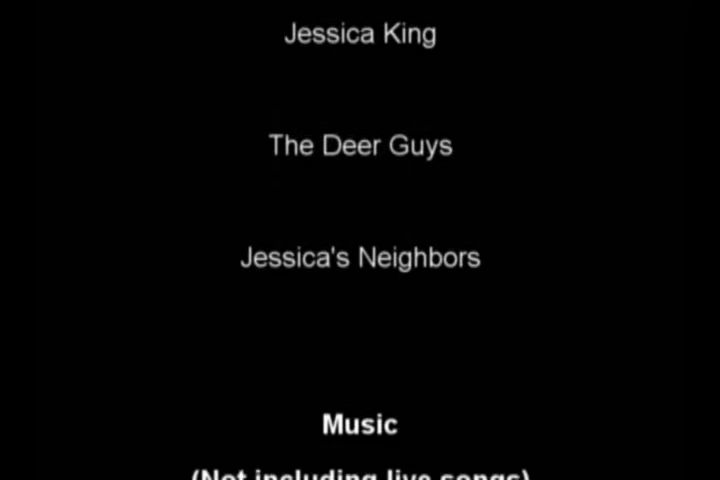 Jessica King
The Deer Guys
Jessica's Neighbors
Music
(Not including live songs)